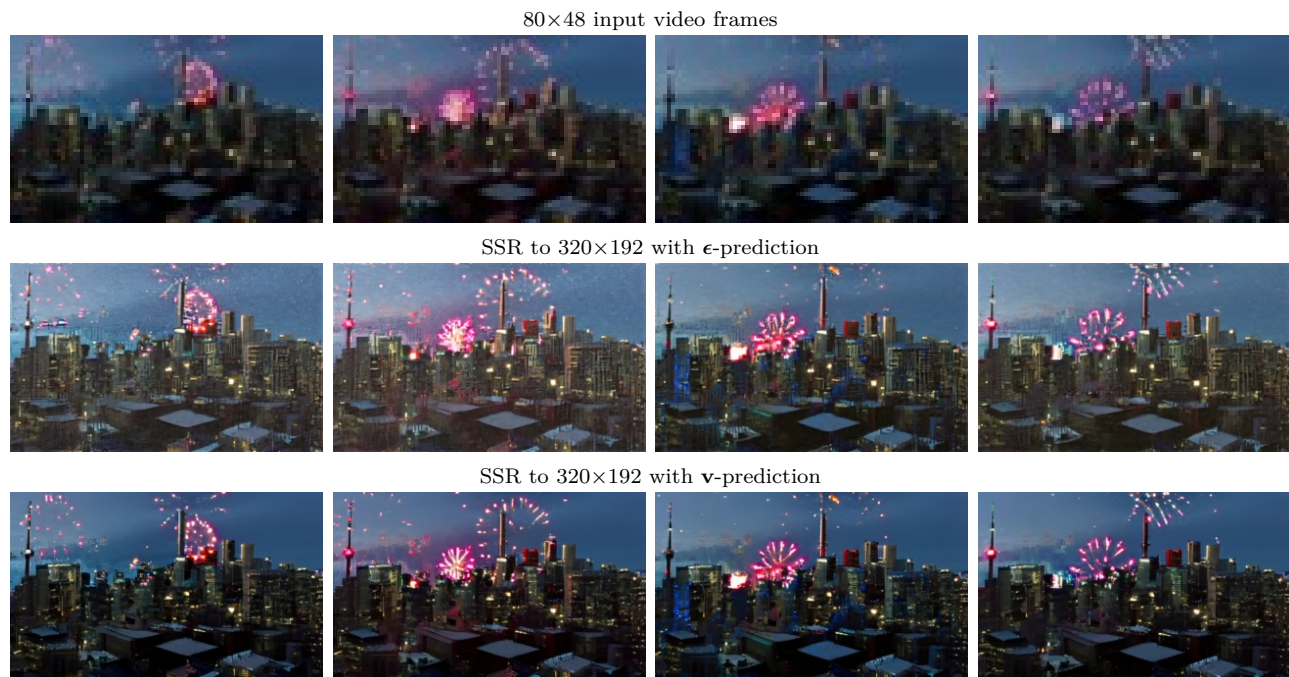 80×48 input video frames
SSR to 320×192 with ϵ-prediction
SSR to 320×192 with v-prediction